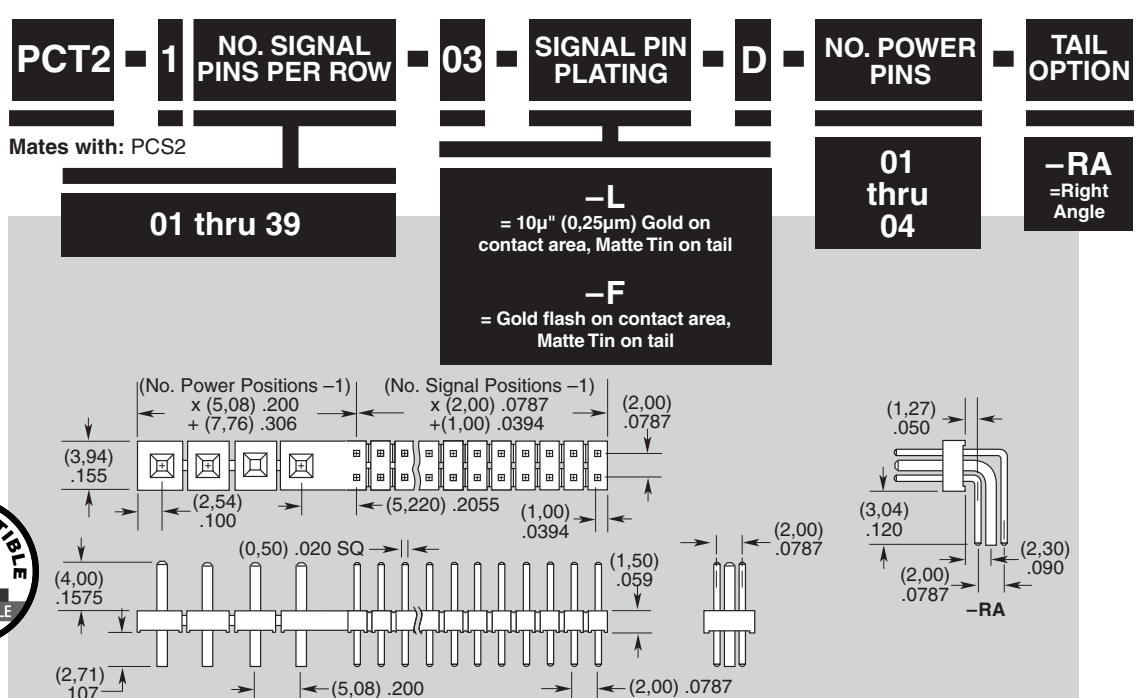 PCT2 - 1 NO. SIGNAL PINS PER ROW - 03 - SIGNAL PIN PLATING - D - NO. POWER PINS - TAIL OPTION
Mates with: PCS2
01 thru 39
–L
= 10µ" (0,25µm) Gold on
contact area, Matte Tin on tail
–F
= Gold flash on contact area,
Matte Tin on tail
01
thru
04
–RA
=Right
Angle
(No. Power Positions –1)
x (5,08) .200
+ (7,76) .306
(No. Signal Positions –1)
x (2,00) .0787
+(1,00) .0394
(2,00)
.0787
(3,94)
.155
(2,54)
.100
(5,220) .2055
(1,00)
.0394
(1,27)
.050
(3,04)
.120
(2,00)
.0787
(2,30)
.090
–RA
(0,50) .020 SQ
(4,00)
.1575
(1,50)
.059
(2,00)
.0787
(2,71)
.107
(5,08) .200
(2,00) .0787